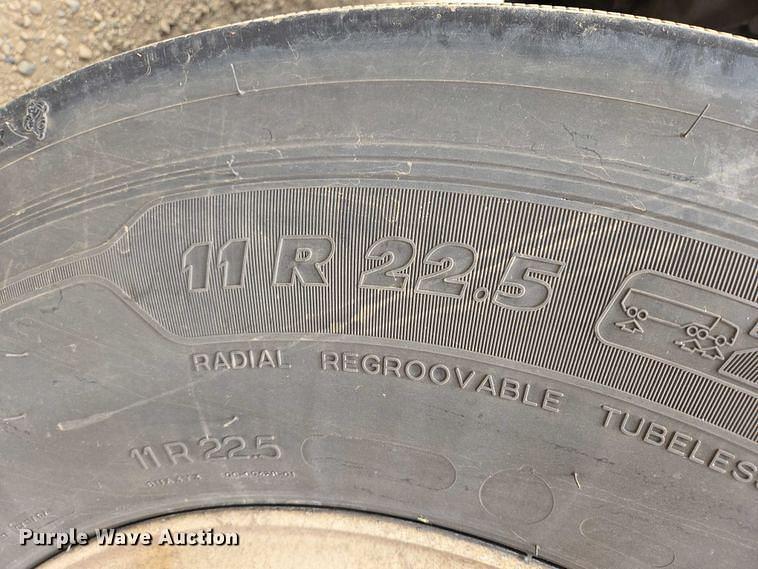 11 R 22.5
RADIAL REGROOVABLE TUBELESS
11 R 22.5
Purple Wave Auction